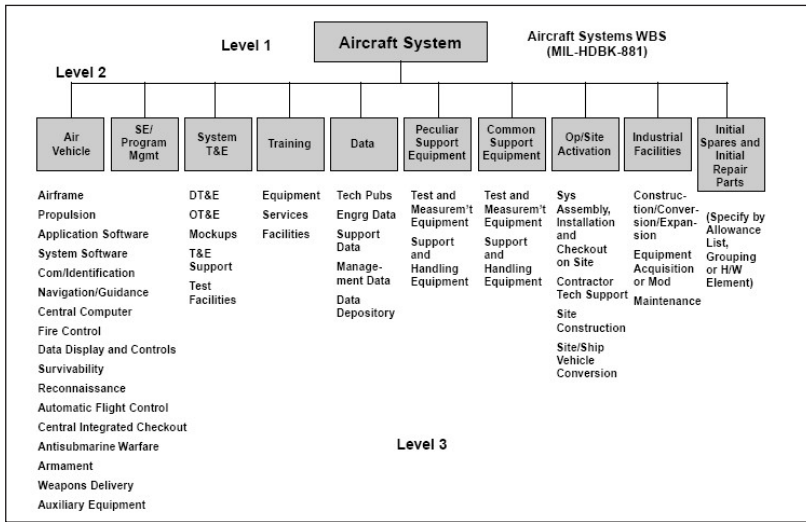 Level 1
Aircraft System
Aircraft Systems WBS
(MIL-HDBK-881)
Level 2
Air
Vehicle
SE/
Program
Mgmt
System
T&E
Training
Data
Peculiar
Support
Equipment
Common
Support
Equipment
Op/Site
Activation
Industrial
Facilities
Initial
Spares and
Initial
Repair
Parts
Airframe
Propulsion
Application Software
System Software
Com/Identification
Navigation/Guidance
Central Computer
Fire Control
Data Display and Controls
Survivability
Reconnaissance
Automatic Flight Control
Central Integrated Checkout
Antisubmarine Warfare
Armament
Weapons Delivery
Auxiliary Equipment
DT&E
OT&E
Mockups
T&E
Support
Test
Facilities
Equipment
Services
Facilities
Tech Pubs
Engrg Data
Support
Data
Manage-
ment Data
Data
Depository
Test and
Measurem't
Equipment
Support
and
Handling
Equipment
Test and
Measurem't
Equipment
Support
and
Handling
Equipment
Sys
Assembly,
Installation
and
Checkout
on Site
Contractor
Tech Support
Site
Construction
Site/Ship
Vehicle
Conversion
Construc-
tion/Conver-
sion/Expan-
sion
Equipment
Acquisition
or Mod
Maintenance
(Specify by
Allowance
List,
Grouping
or H/W
Element)
Level 3